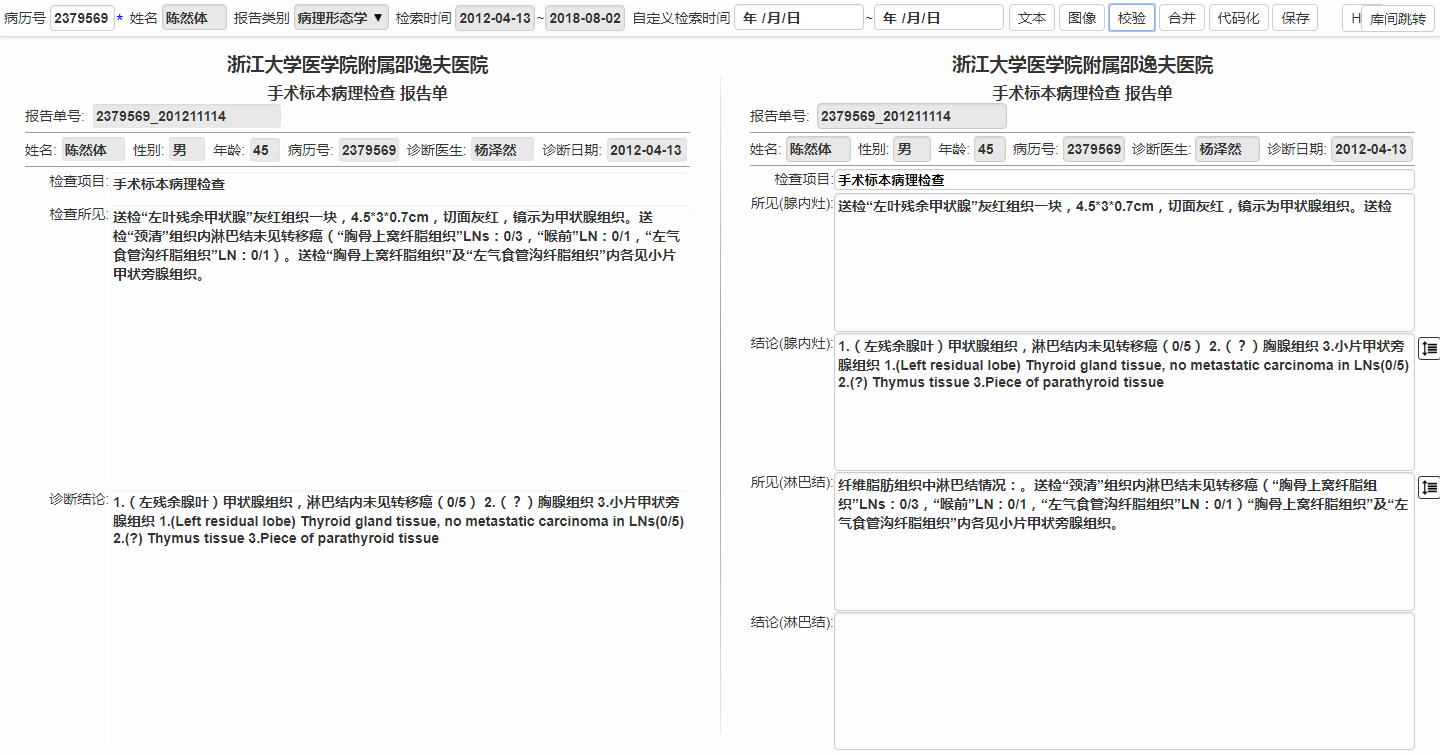 病历号 2379569 * 姓名 陈然体 报告类别 病理形态学 ▼ 检索时间 2012-04-13 ~ 2018-08-02 自定义检索时间 年 /月/日 ~ 年 /月/日 文本 图像 校验 合并 代码化 保存 H 库间跳转
浙江大学医学院附属邵逸夫医院
手术标本病理检查 报告单
报告单号: 2379569_201211114
姓名: 陈然体 性别: 男 年龄: 45 病历号: 2379569 诊断医生: 杨泽然 诊断日期: 2012-04-13
检查项目: 手术标本病理检查
检查所见: 送检“左叶残余甲状腺”灰红组织一块，4.5*3*0.7cm，切面灰红，镜示为甲状腺组织。送
检“颈清”组织内淋巴结未见转移癌（“胸骨上窝纤脂组织”LNs：0/3，“喉前”LN：0/1，“左气
食管沟纤脂组织”LN：0/1）。送检“胸骨上窝纤脂组织”及“左气食管沟纤脂组织”内各见小片
甲状旁腺组织。
诊断结论: 1.（左残余腺叶）甲状腺组织，淋巴结内未见转移癌（0/5） 2.（？）胸腺组织 3.小片甲状旁
腺组织 1.(Left residual lobe) Thyroid gland tissue, no metastatic carcinoma in LNs(0/5)
2.(?) Thymus tissue 3.Piece of parathyroid tissue
浙江大学医学院附属邵逸夫医院
手术标本病理检查 报告单
报告单号: 2379569_201211114
姓名: 陈然体 性别: 男 年龄: 45 病历号: 2379569 诊断医生: 杨泽然 诊断日期: 2012-04-13
检查项目: 手术标本病理检查
所见(腺内灶): 送检“左叶残余甲状腺”灰红组织一块，4.5*3*0.7cm，切面灰红，镜示为甲状腺组织。送检
结论(腺内灶): 1.（左残余腺叶）甲状腺组织，淋巴结内未见转移癌（0/5） 2.（？）胸腺组织 3.小片甲状旁
腺组织 1.(Left residual lobe) Thyroid gland tissue, no metastatic carcinoma in LNs(0/5)
2.(?) Thymus tissue 3.Piece of parathyroid tissue
所见(淋巴结): 纤维脂肪组织中淋巴结情况：。送检“颈清”组织内淋巴结未见转移癌（“胸骨上窝纤脂组
织”LNs：0/3，“喉前”LN：0/1，“左气食管沟纤脂组织”LN：0/1）“胸骨上窝纤脂组织”及“左
气食管沟纤脂组织”内各见小片甲状旁腺组织。
结论(淋巴结):